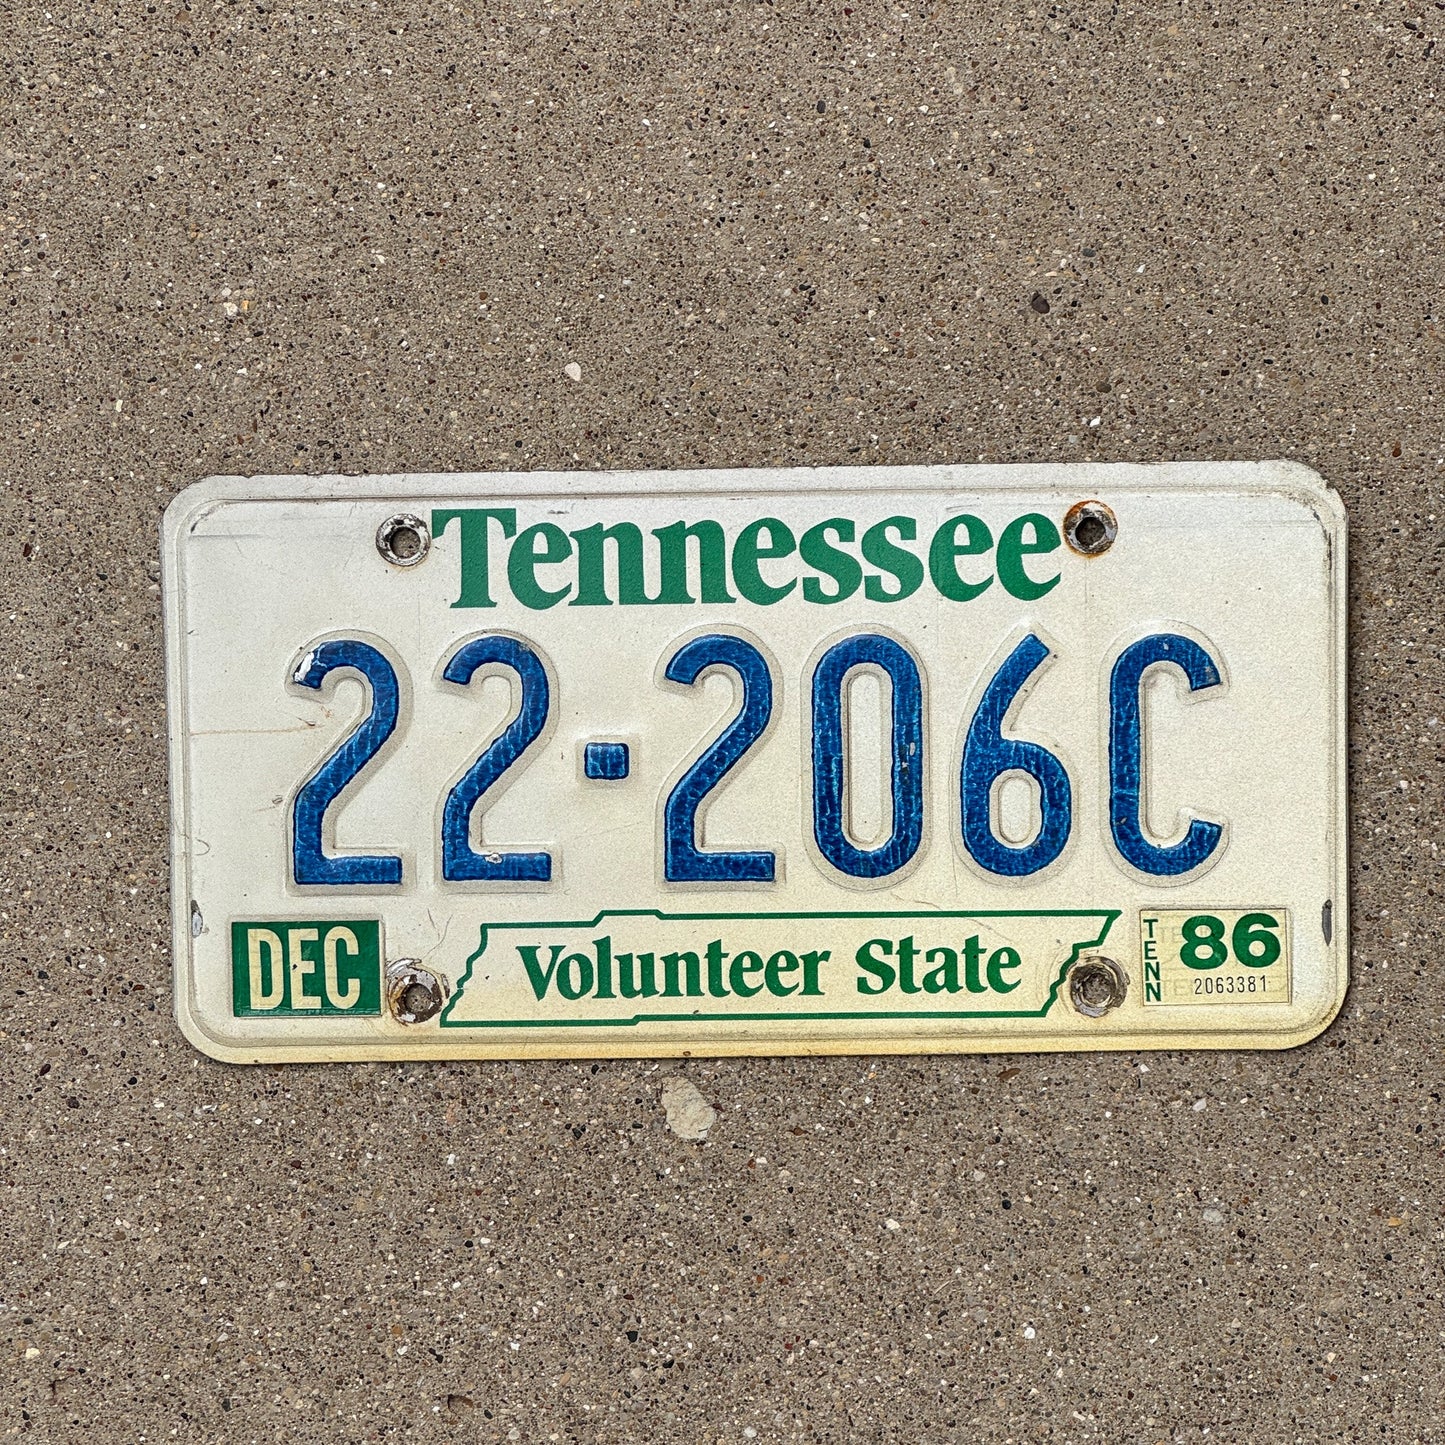 Tennessee
22-206C
DEC
Volunteer State
TENN
86
2063381